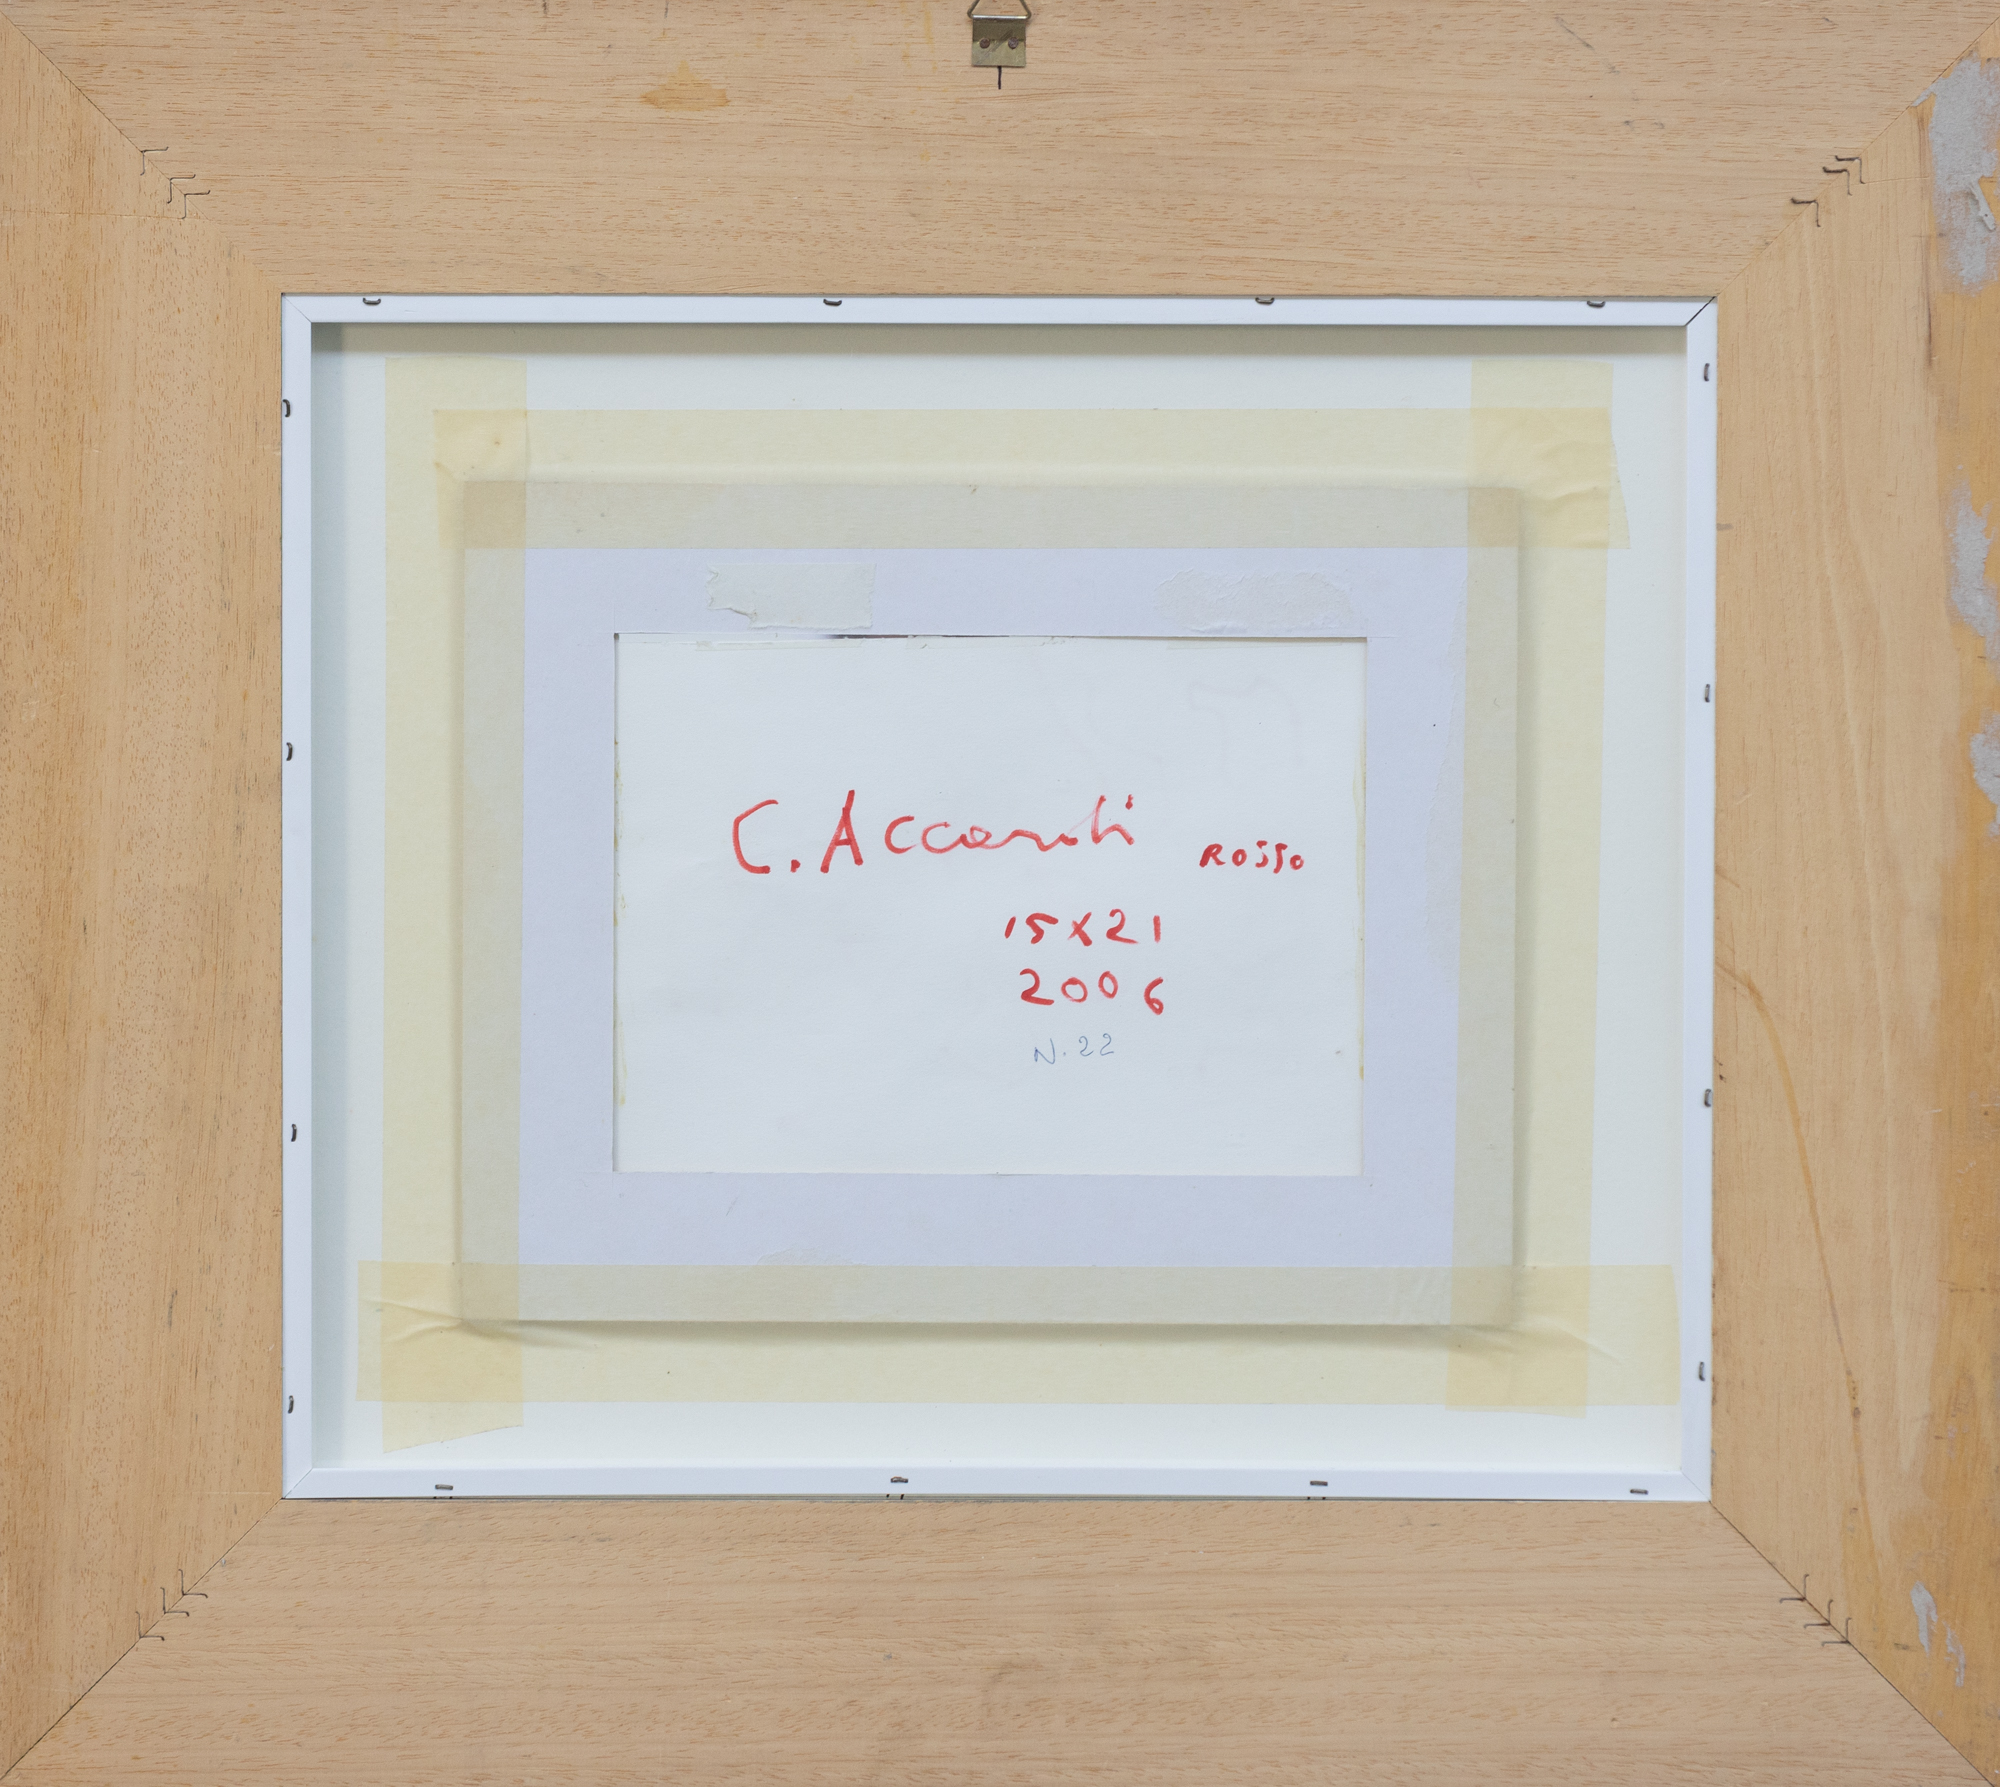 C. Accardi ROSSO
15x21
2006
N. 22